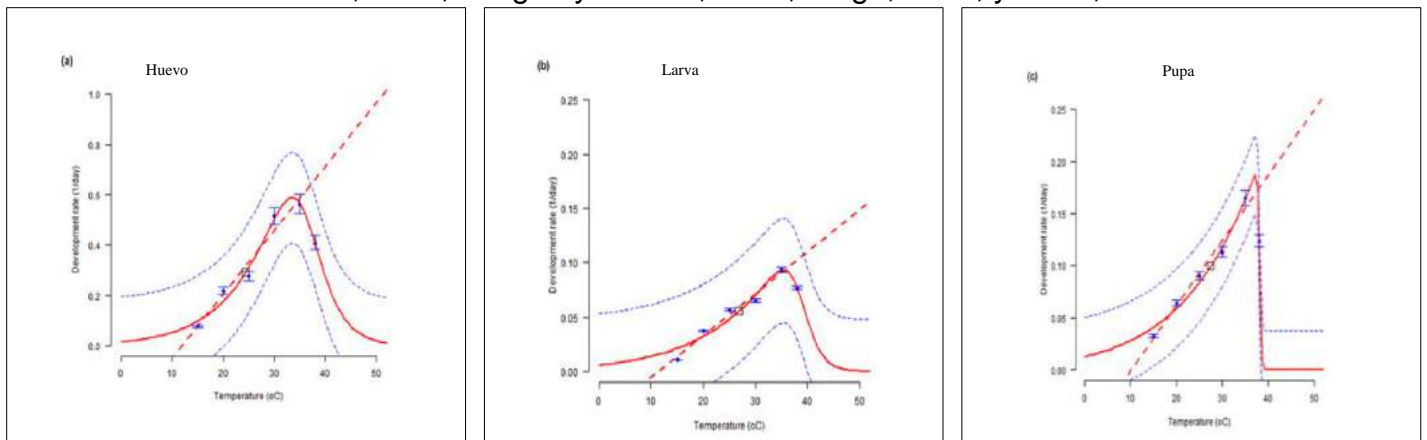 (a)
Huevo
Development rate (1/day)
1.0
0.8
0.6
0.4
0.2
0.0
0 10 20 30 40 50
Temperature (oC)
(b)
Larva
Development rate (1/day)
0.25
0.20
0.15
0.10
0.05
0.00
0 10 20 30 40 50
Temperature (oC)
(c)
Pupa
Development rate (1/day)
0.25
0.20
0.15
0.10
0.05
0.00
0 10 20 30 40 50
Temperature (oC)